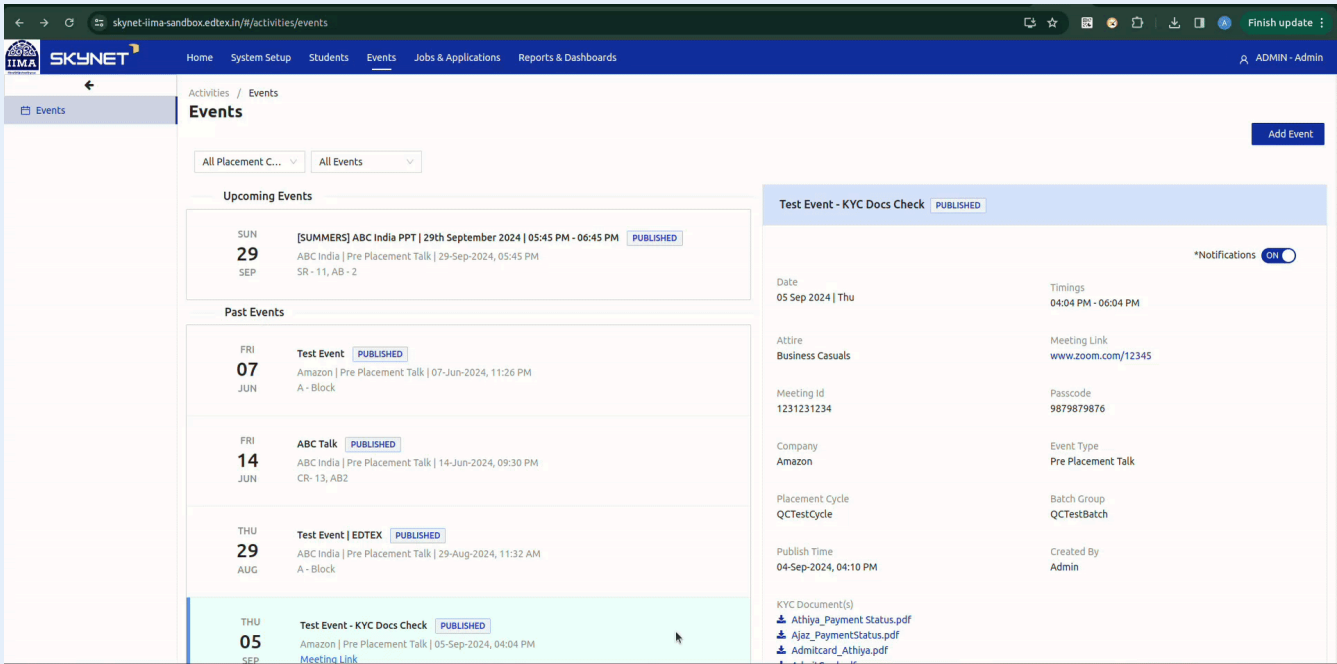 skynet-iima-sandbox.edtex.in/#/activities/events
A
Finish update
IIMA
SKYNET
Home System Setup Students Events Jobs & Applications Reports & Dashboards
ADMIN - Admin
Events
Activities / Events
Events
Add Event
All Placement C...
All Events
Upcoming Events
SUN
29
SEP
[SUMMERS] ABC India PPT | 29th September 2024 | 05:45 PM - 06:45 PM PUBLISHED
ABC India | Pre Placement Talk | 29-Sep-2024, 05:45 PM
SR - 11, AB - 2
Past Events
FRI
07
JUN
Test Event PUBLISHED
Amazon | Pre Placement Talk | 07-Jun-2024, 11:26 PM
A - Block
FRI
14
JUN
ABC Talk PUBLISHED
ABC India | Pre Placement Talk | 14-Jun-2024, 09:30 PM
CR- 13, AB2
THU
29
AUG
Test Event | EDTEX PUBLISHED
ABC India | Pre Placement Talk | 29-Aug-2024, 11:32 AM
A - Block
THU
05
SEP
Test Event - KYC Docs Check PUBLISHED
Amazon | Pre Placement Talk | 05-Sep-2024, 04:04 PM
Meeting Link
Test Event - KYC Docs Check PUBLISHED
*Notifications ON
Date
05 Sep 2024 | Thu
Timings
04:04 PM - 06:04 PM
Attire
Business Casuals
Meeting Link
www.zoom.com/12345
Meeting Id
1231231234
Passcode
9879879876
Company
Amazon
Event Type
Pre Placement Talk
Placement Cycle
QCTestCycle
Batch Group
QCTestBatch
Publish Time
04-Sep-2024, 04:10 PM
Created By
Admin
KYC Document(s)
Athiya_Payment Status.pdf
Ajaz_PaymentStatus.pdf
Admitcard_Athiya.pdf